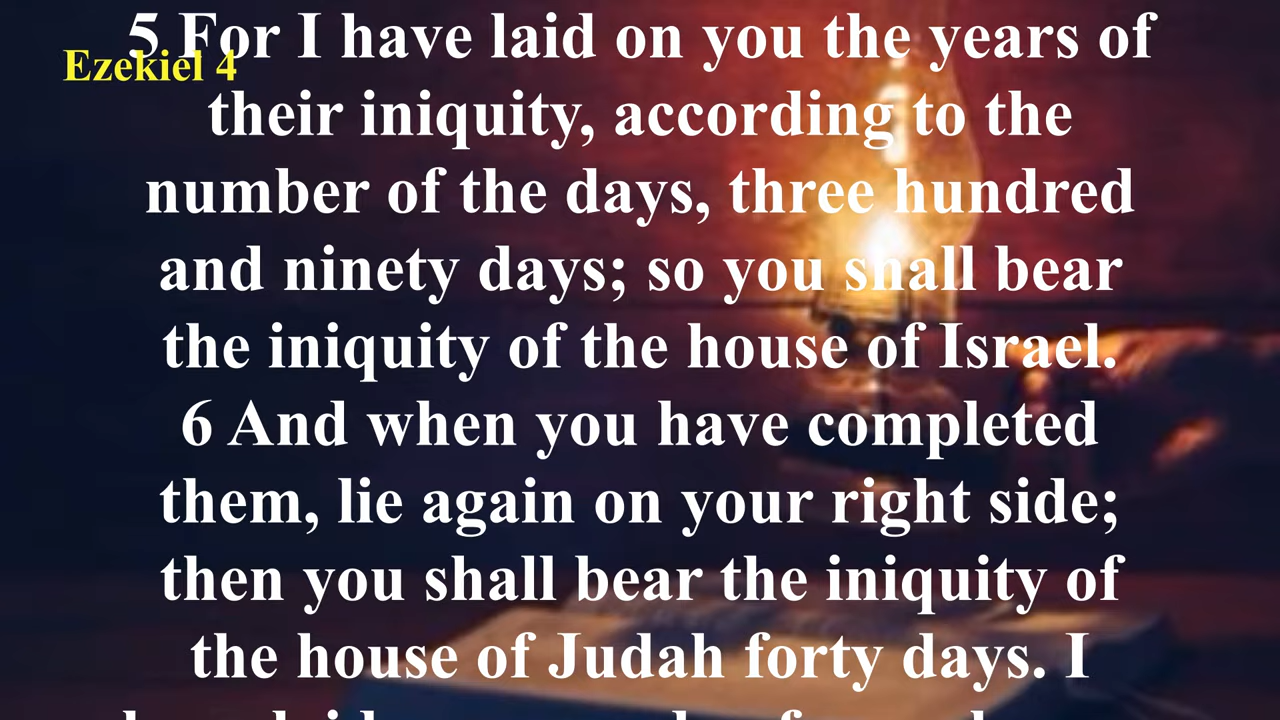 Ezekiel 4
5 For I have laid on you the years of
their iniquity, according to the
number of the days, three hundred
and ninety days; so you shall bear
the iniquity of the house of Israel.
6 And when you have completed
them, lie again on your right side;
then you shall bear the iniquity of
the house of Judah forty days. I